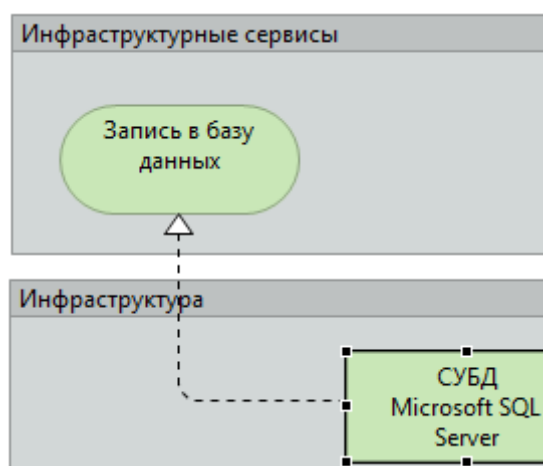 Инфраструктурные сервисы
Запись в базу
данных
Инфраструктура
СУБД
Microsoft SQL
Server